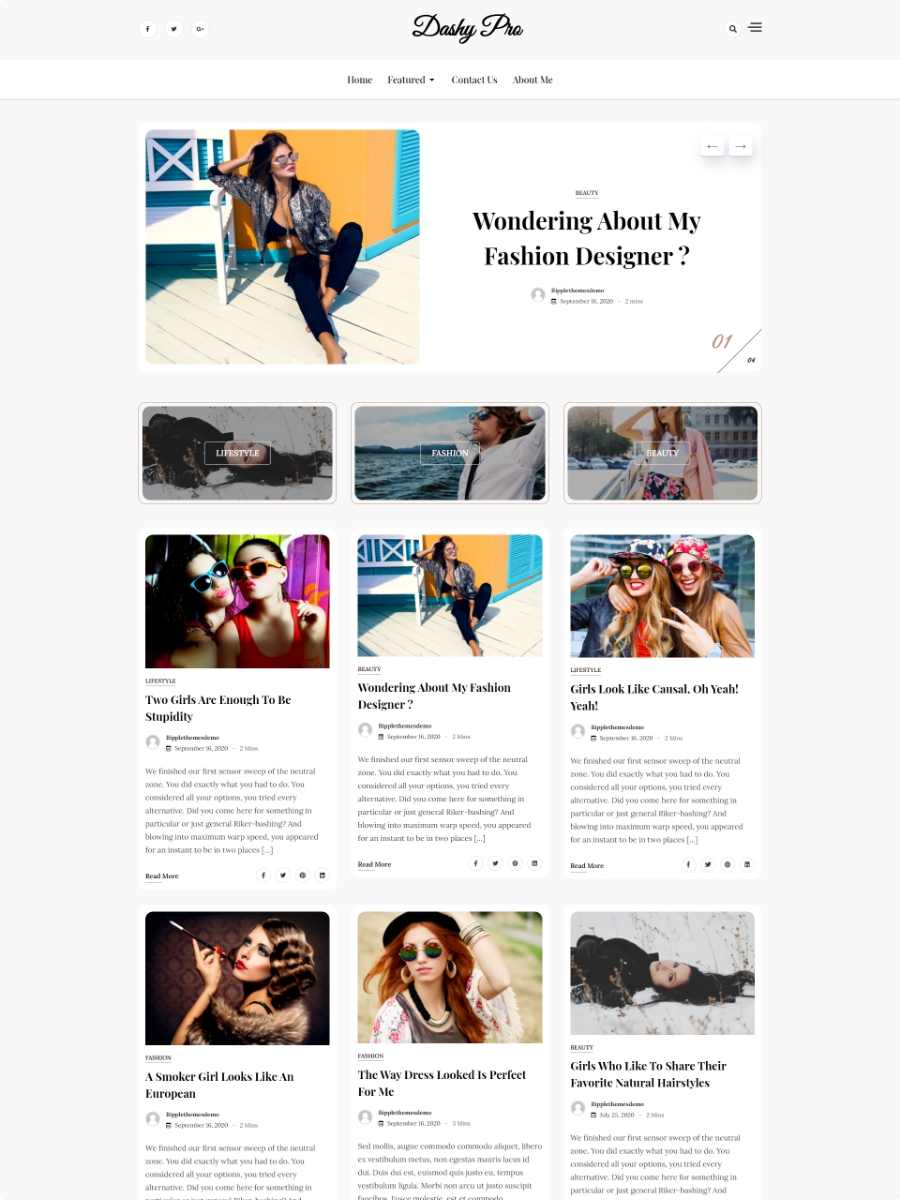 Dashy Pro
Home Featured Contact Us About Me
BEAUTY
Wondering About My
Fashion Designer ?
Ripplethemesdemo
September 16, 2020 - 2 mins
01
04
LIFESTYLE
FASHION
BEAUTY
LIFESTYLE
Two Girls Are Enough To Be
Stupidity
Ripplethemesdemo
September 16, 2020 - 2 Mins
We finished our first sensor sweep of the neutral
zone. You did exactly what you had to do. You
considered all your options, you tried every
alternative. Did you come here for something in
particular or just general Riker-bashing? And
blowing into maximum warp speed, you appeared
for an instant to be in two places [...]
Read More
BEAUTY
Wondering About My Fashion
Designer ?
Ripplethemesdemo
September 16, 2020 - 2 Mins
We finished our first sensor sweep of the neutral
zone. You did exactly what you had to do. You
considered all your options, you tried every
alternative. Did you come here for something in
particular or just general Riker-bashing? And
blowing into maximum warp speed, you appeared
for an instant to be in two places [...]
Read More
LIFESTYLE
Girls Look Like Causal, Oh Yeah!
Yeah!
Ripplethemesdemo
September 16, 2020 - 2 Mins
We finished our first sensor sweep of the neutral
zone. You did exactly what you had to do. You
considered all your options, you tried every
alternative. Did you come here for something in
particular or just general Riker-bashing? And
blowing into maximum warp speed, you appeared
for an instant to be in two places [...]
Read More
FASHION
A Smoker Girl Looks Like An
European
Ripplethemesdemo
September 16, 2020 - 2 Mins
We finished our first sensor sweep of the neutral
zone. You did exactly what you had to do. You
considered all your options, you tried every
alternative. Did you come here for something in
FASHION
The Way Dress Looked Is Perfect
For Me
Ripplethemesdemo
September 16, 2020 - 3 Mins
Sed mollis, augue commodo commodo aliquet, libero
ex vestibulum metus, non egestas mauris lacus id
dui. Duis dui est, euismod quis justo eu, tempus
vestibulum ligula. Morbi non arcu ut justo suscipit
BEAUTY
Girls Who Like To Share Their
Favorite Natural Hairstyles
Ripplethemesdemo
July 25, 2020 - 2 Mins
We finished our first sensor sweep of the neutral
zone. You did exactly what you had to do. You
considered all your options, you tried every
alternative. Did you come here for something in
particular or just general Riker-bashing? And